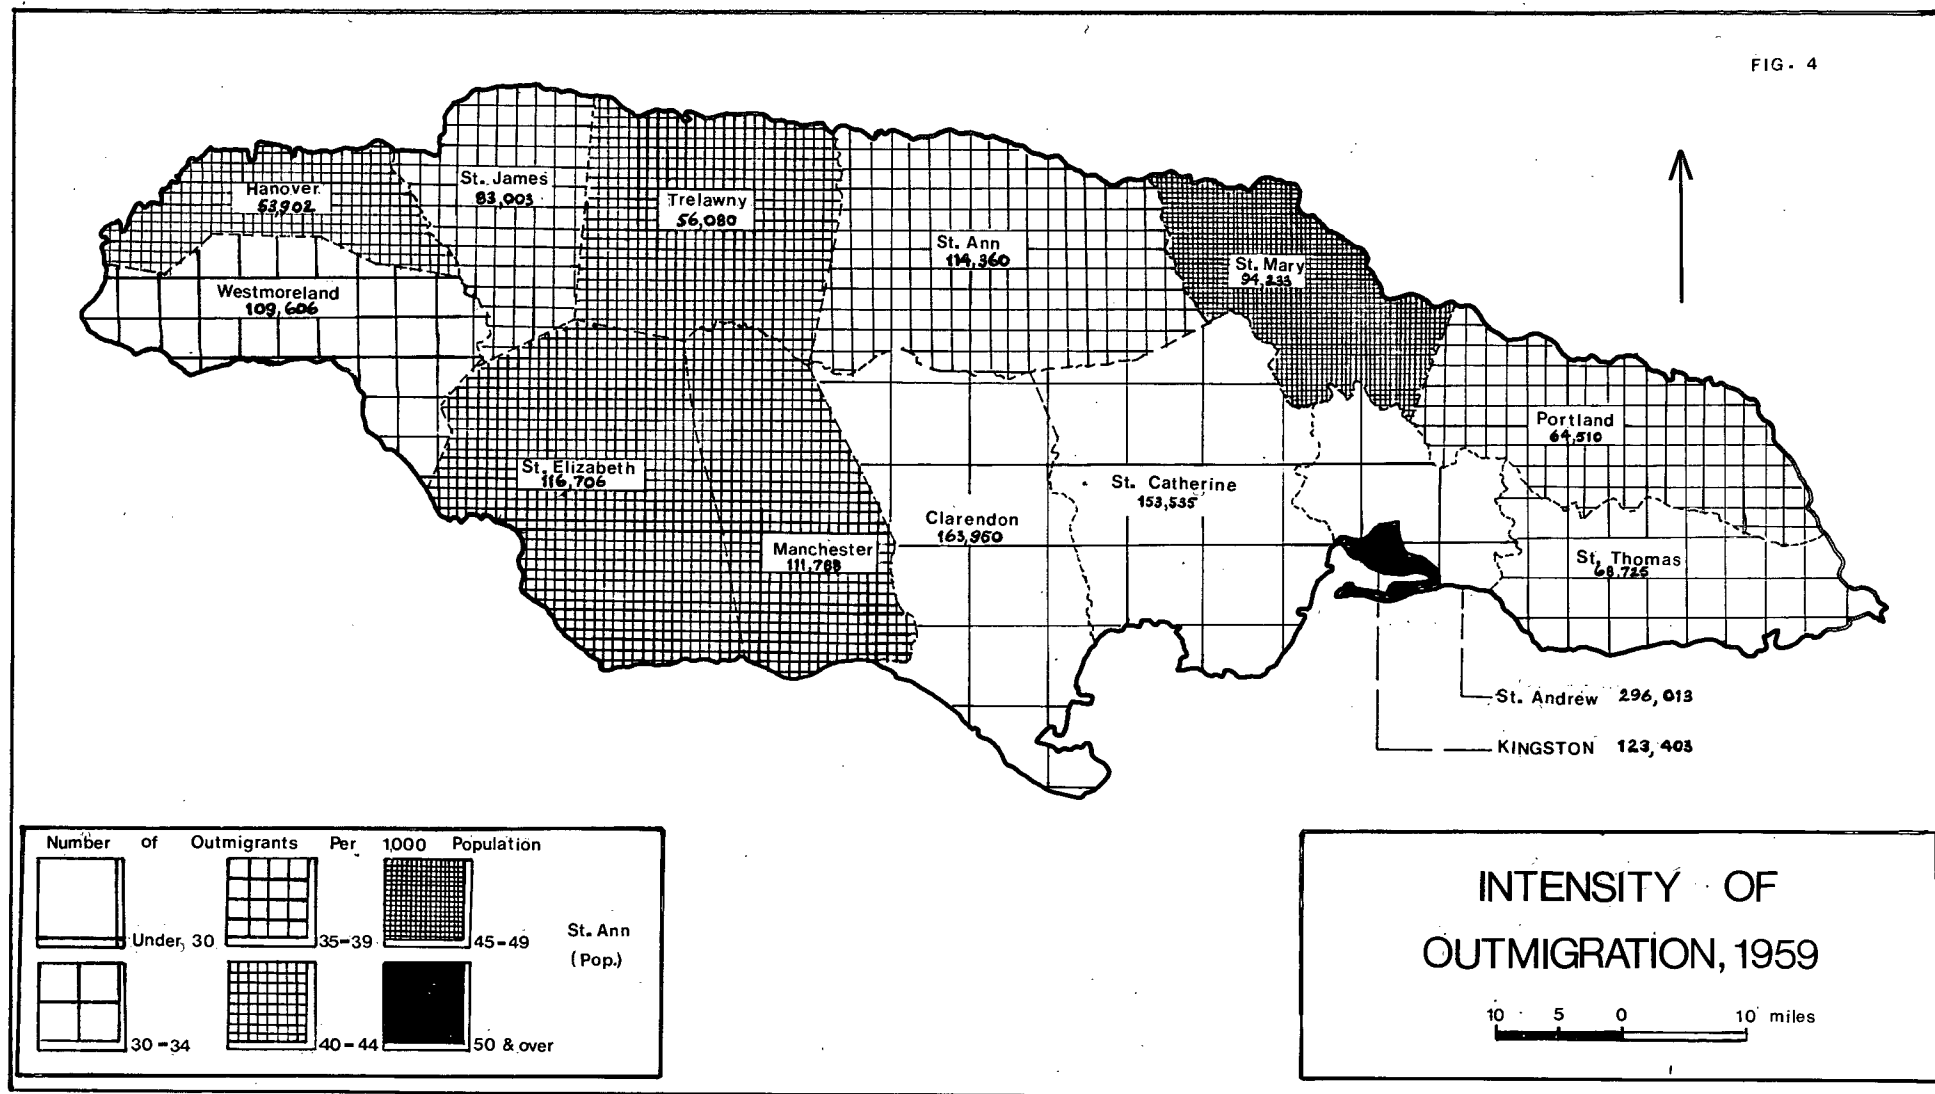 FIG. 4
Hanover
53,902
St. James
83,003
Trelawny
56,080
St. Ann
114,360
St. Mary
94,233
Westmoreland
109,606
Portland
64,510
St. Elizabeth
116,706
St. Catherine
153,535
Clarendon
163,950
Manchester
111,788
St. Thomas
68,725
St. Andrew 296,013
KINGSTON 123,403
Number of Outmigrants Per 1,000 Population
Under 30
35-39
45-49
30-34
40-44
50 & over
St. Ann
(Pop.)
INTENSITY OF
OUTMIGRATION, 1959
10 5 0 10 miles